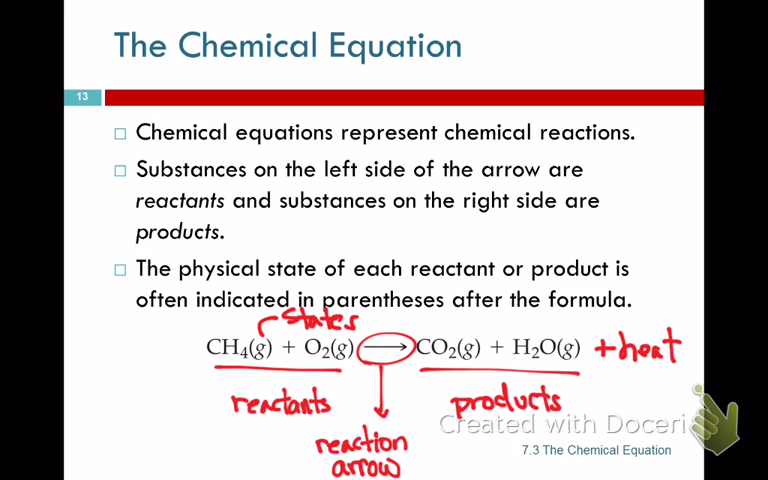 The Chemical Equation
13
Chemical equations represent chemical reactions.
Substances on the left side of the arrow are
reactants and substances on the right side are
products.
The physical state of each reactant or product is
often indicated in parentheses after the formula.
states
CH₄(g) + O₂(g) ⟶ CO₂(g) + H₂O(g) + heat
reactants
products
Created with Doceri
reaction
arrow
7.3 The Chemical Equation